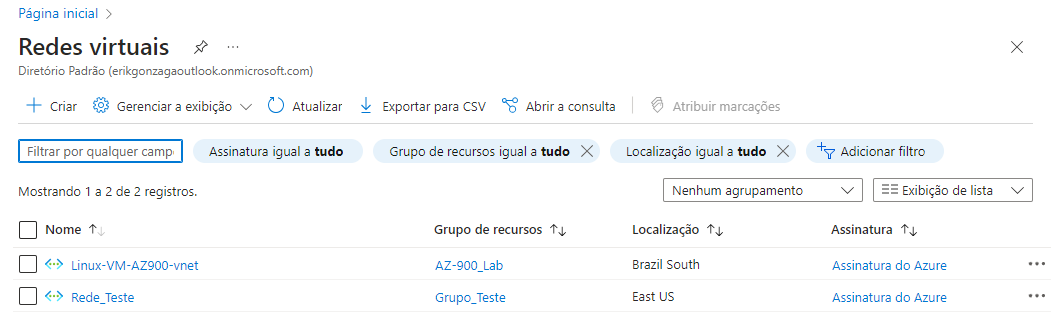 Página inicial
Redes virtuais
Diretório Padrão (erikgonzagaoutlook.onmicrosoft.com)
Criar Gerenciar a exibição Atualizar Exportar para CSV Abrir a consulta Atribuir marcações
Filtrar por qualquer camp Assinatura igual a tudo Grupo de recursos igual a tudo Localização igual a tudo Adicionar filtro
Mostrando 1 a 2 de 2 registros. Nenhum agrupamento Exibição de lista
Nome Grupo de recursos Localização Assinatura
Linux-VM-AZ900-vnet AZ-900_Lab Brazil South Assinatura do Azure
Rede_Teste Grupo_Teste East US Assinatura do Azure